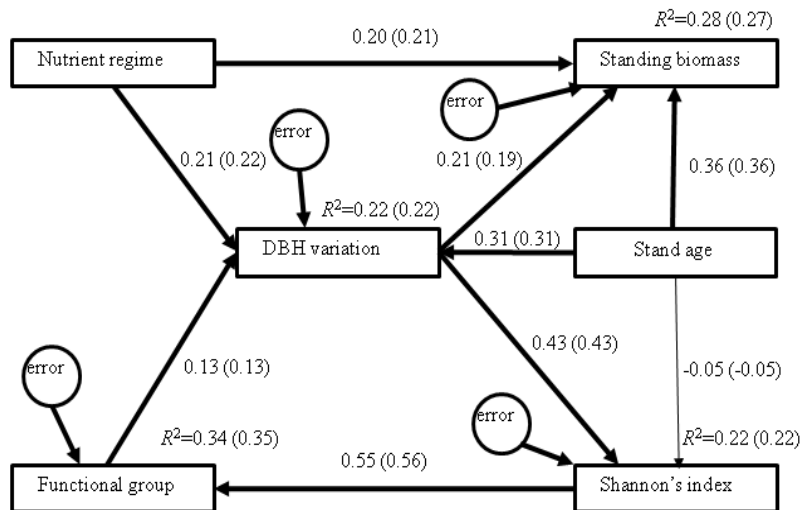 R²=0.28 (0.27)
0.20 (0.21)
Nutrient regime
Standing biomass
error
error
0.21 (0.22)
0.21 (0.19)
0.36 (0.36)
R²=0.22 (0.22)
0.31 (0.31)
DBH variation
Stand age
0.43 (0.43)
error
0.13 (0.13)
-0.05 (-0.05)
error
R²=0.34 (0.35)
R²=0.22 (0.22)
0.55 (0.56)
Functional group
Shannon's index